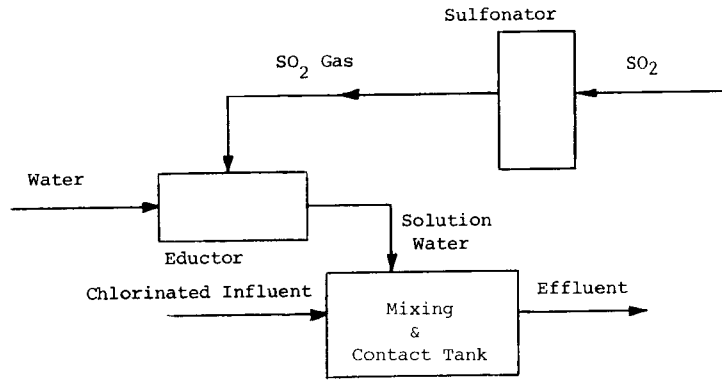 Sulfonator
SO₂ Gas
SO₂
Water
Solution
Water
Eductor
Chlorinated Influent
Effluent
Mixing
&
Contact Tank